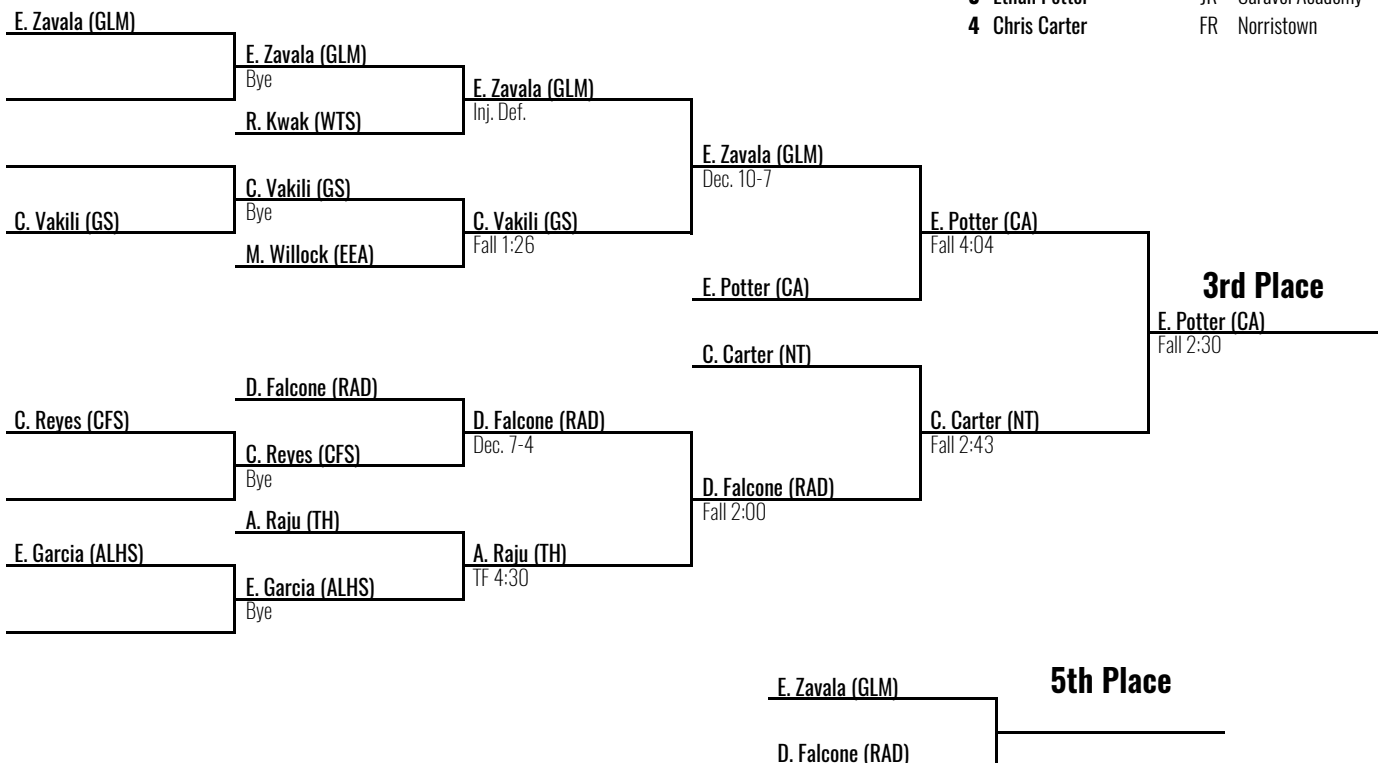 3 Ethan Potter JR Caravel Academy
4 Chris Carter FR Norristown
E. Zavala (GLM)
E. Zavala (GLM)
Bye
E. Zavala (GLM)
Inj. Def.
R. Kwak (WTS)
E. Zavala (GLM)
Dec. 10-7
C. Vakili (GS)
Bye
C. Vakili (GS)
C. Vakili (GS)
Fall 1:26
E. Potter (CA)
Fall 4:04
M. Willock (EEA)
E. Potter (CA)
3rd Place
E. Potter (CA)
Fall 2:30
C. Carter (NT)
D. Falcone (RAD)
C. Reyes (CFS)
D. Falcone (RAD)
Dec. 7-4
C. Carter (NT)
Fall 2:43
C. Reyes (CFS)
Bye
D. Falcone (RAD)
Fall 2:00
A. Raju (TH)
E. Garcia (ALHS)
A. Raju (TH)
TF 4:30
E. Garcia (ALHS)
Bye
5th Place
E. Zavala (GLM)
D. Falcone (RAD)